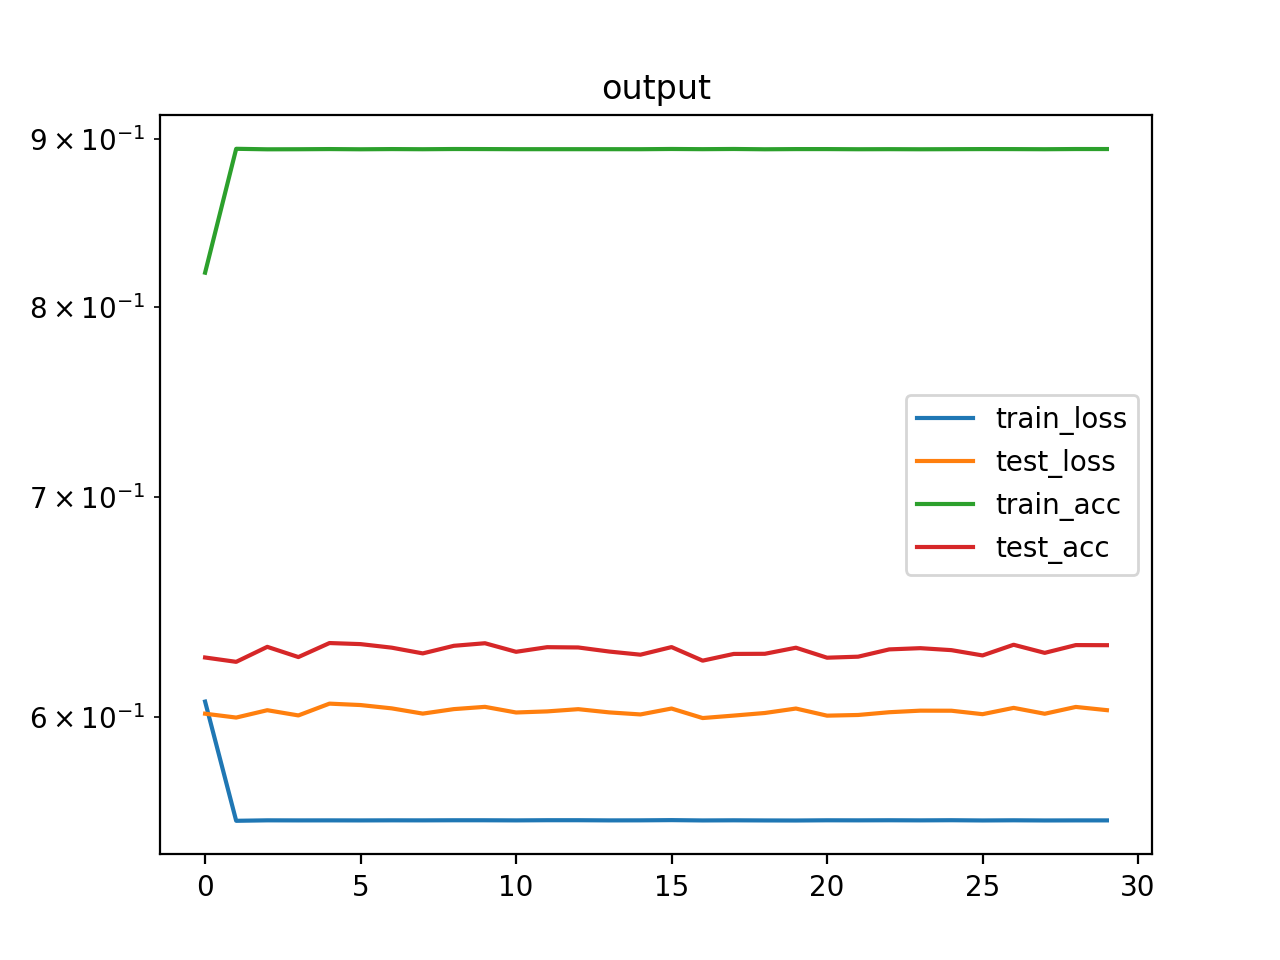 output
9 × 10⁻¹
8 × 10⁻¹
7 × 10⁻¹
6 × 10⁻¹
train_loss
test_loss
train_acc
test_acc
0 5 10 15 20 25 30